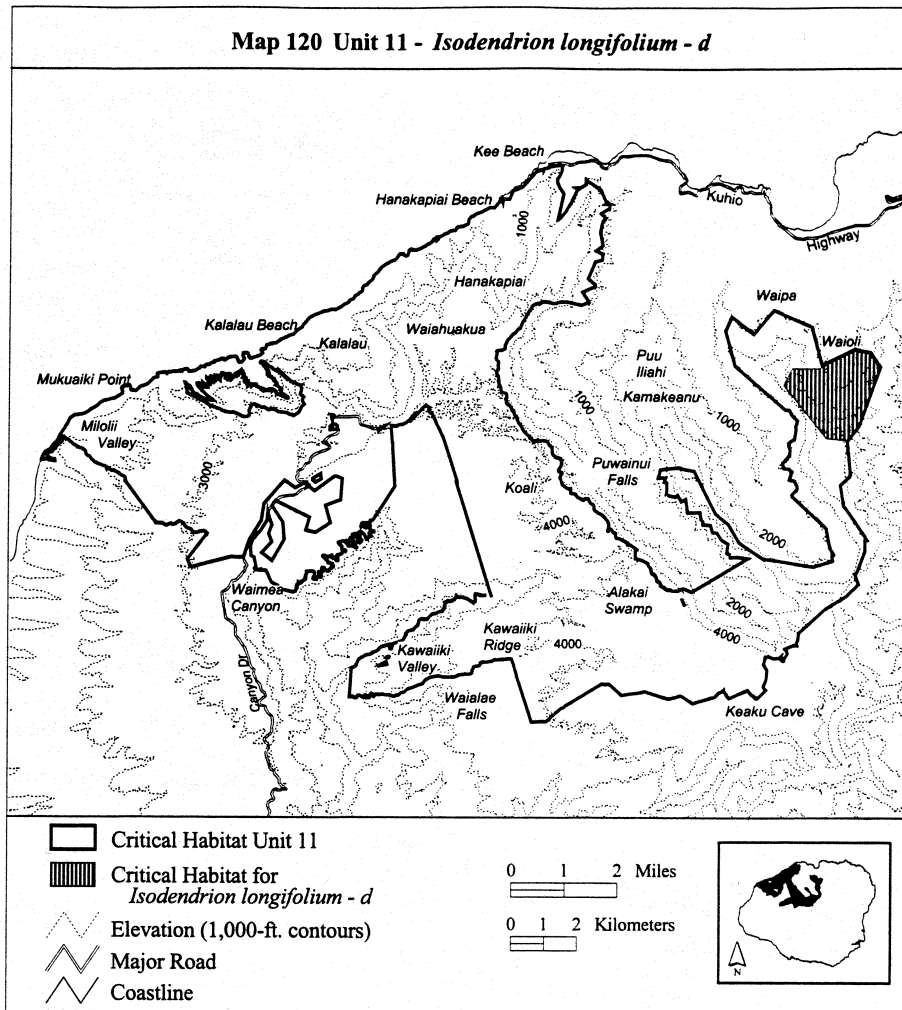 Map 120 Unit 11 - Isodendrion longifolium - d
Kee Beach
Hanakapiai Beach
Kuhio
Highway
1000
Hanakapiai
Waipa
Kalalau Beach
Kalalau
Waiahuakua
Waioli
Puu
Iliahi
Mukuaiki Point
Kamakeanu
1000
1000
Milolii
Valley
3000
Puwainui
Falls
Koali
4000
2000
Waimea
Canyon
Alakai
Swamp
2000
4000
Kawaiiki
Ridge
4000
Kawaiiki
Valley
Canyon Dr
Waialae
Falls
Keaku Cave
Critical Habitat Unit 11
Critical Habitat for
Isodendrion longifolium - d
Elevation (1,000-ft. contours)
Major Road
Coastline
0 1 2 Miles
0 1 2 Kilometers
N